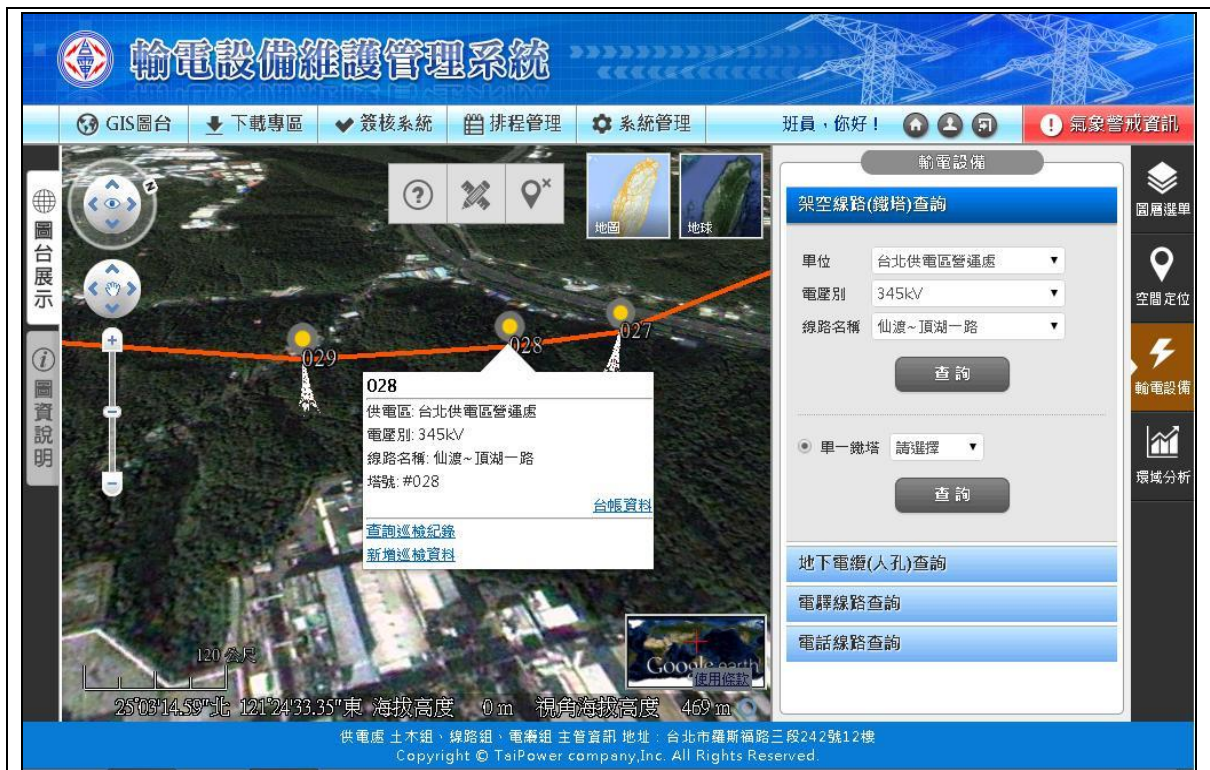 輸電設備維護管理系統
GIS圖台
下載專區
簽核系統
排程管理
系統管理
班員，你好！
氣象警戒資訊
圖台展示
圖資說明
地圖
地球
029
028
027
028
供電區: 台北供電區營運處
電壓別: 345kV
線路名稱: 仙渡~頂湖一路
塔號: #028
台帳資料
查詢巡檢紀錄
新增巡檢資料
120 公尺
Google earth
使用條款
25°03'14.59"北 121°24'33.35"東 海拔高度 0 m 視角海拔高度 469 m
輸電設備
架空線路(鐵塔)查詢
單位 台北供電區營運處
電壓別 345kV
線路名稱 仙渡~頂湖一路
查詢
單一鐵塔 請選擇
查詢
地下電纜(人孔)查詢
電驛線路查詢
電話線路查詢
圖層選單
空間定位
輸電設備
環域分析
供電處 土木組、線路組、電纜組 主管資訊 地址：台北市羅斯福路三段242號12樓
Copyright © TaiPower company,Inc. All Rights Reserved.